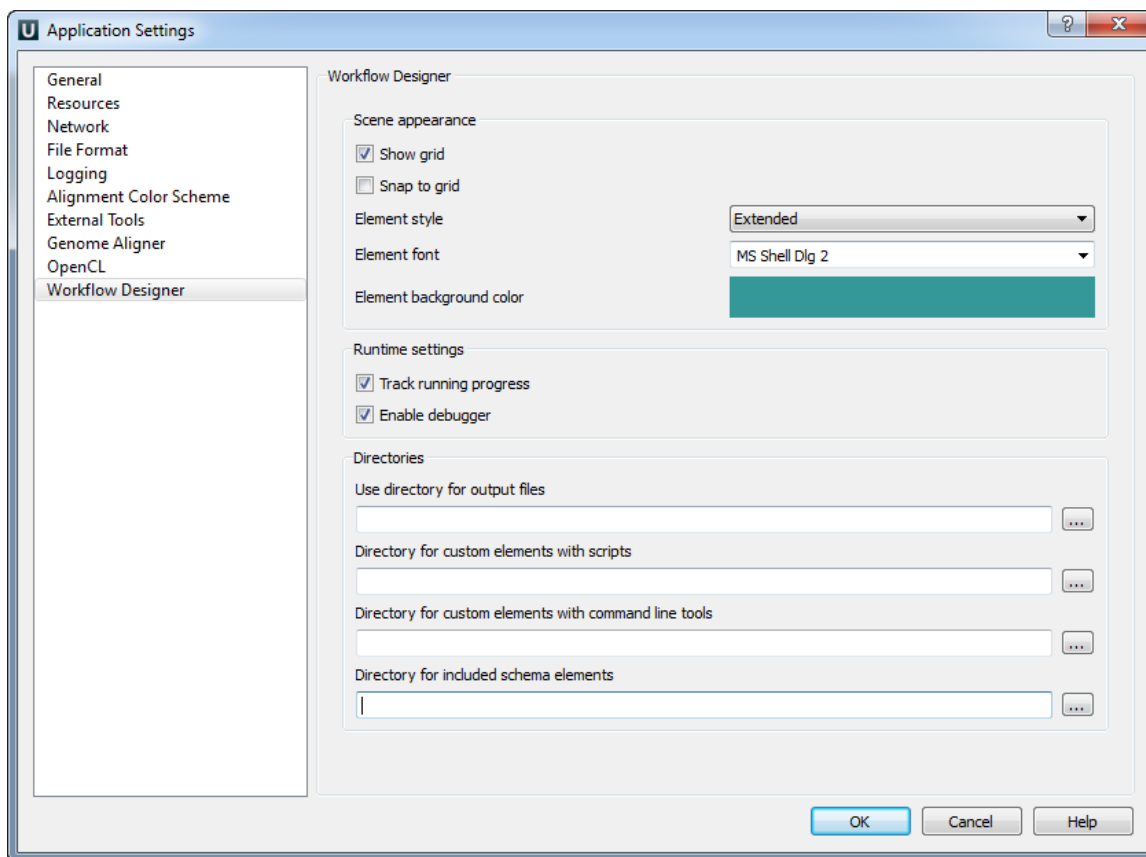 U Application Settings
General
Resources
Network
File Format
Logging
Alignment Color Scheme
External Tools
Genome Aligner
OpenCL
Workflow Designer
Workflow Designer
Scene appearance
Show grid
Snap to grid
Element style Extended
Element font MS Shell Dlg 2
Element background color
Runtime settings
Track running progress
Enable debugger
Directories
Use directory for output files
...
Directory for custom elements with scripts
...
Directory for custom elements with command line tools
...
Directory for included schema elements
...
OK Cancel Help